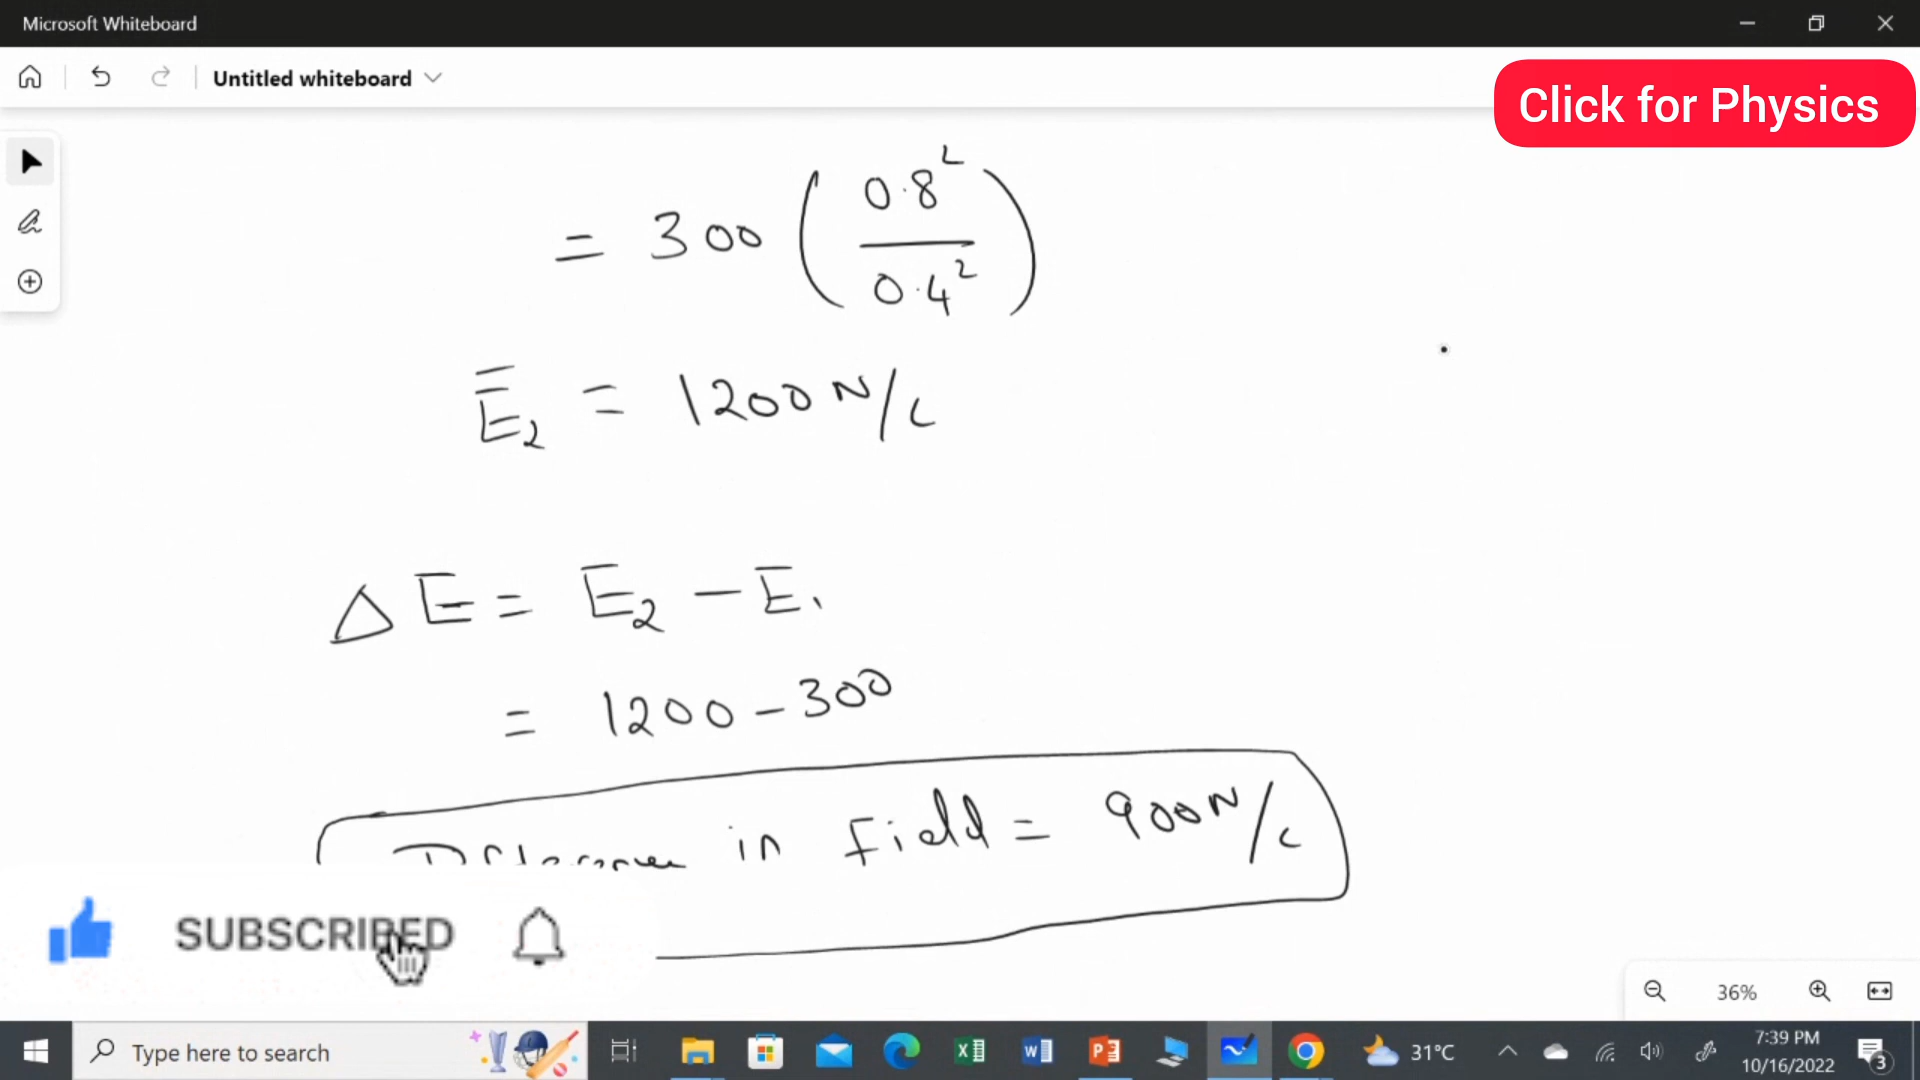 Microsoft Whiteboard
Untitled whiteboard
Click for Physics
= 300 ( 0.8² / 0.4² )
E₂ = 1200 N/C
Δ E = E₂ - E₁
= 1200 - 300
in Field = 900 N/C
SUBSCRIBED
36%
Type here to search
31°C
7:39 PM
10/16/2022
3